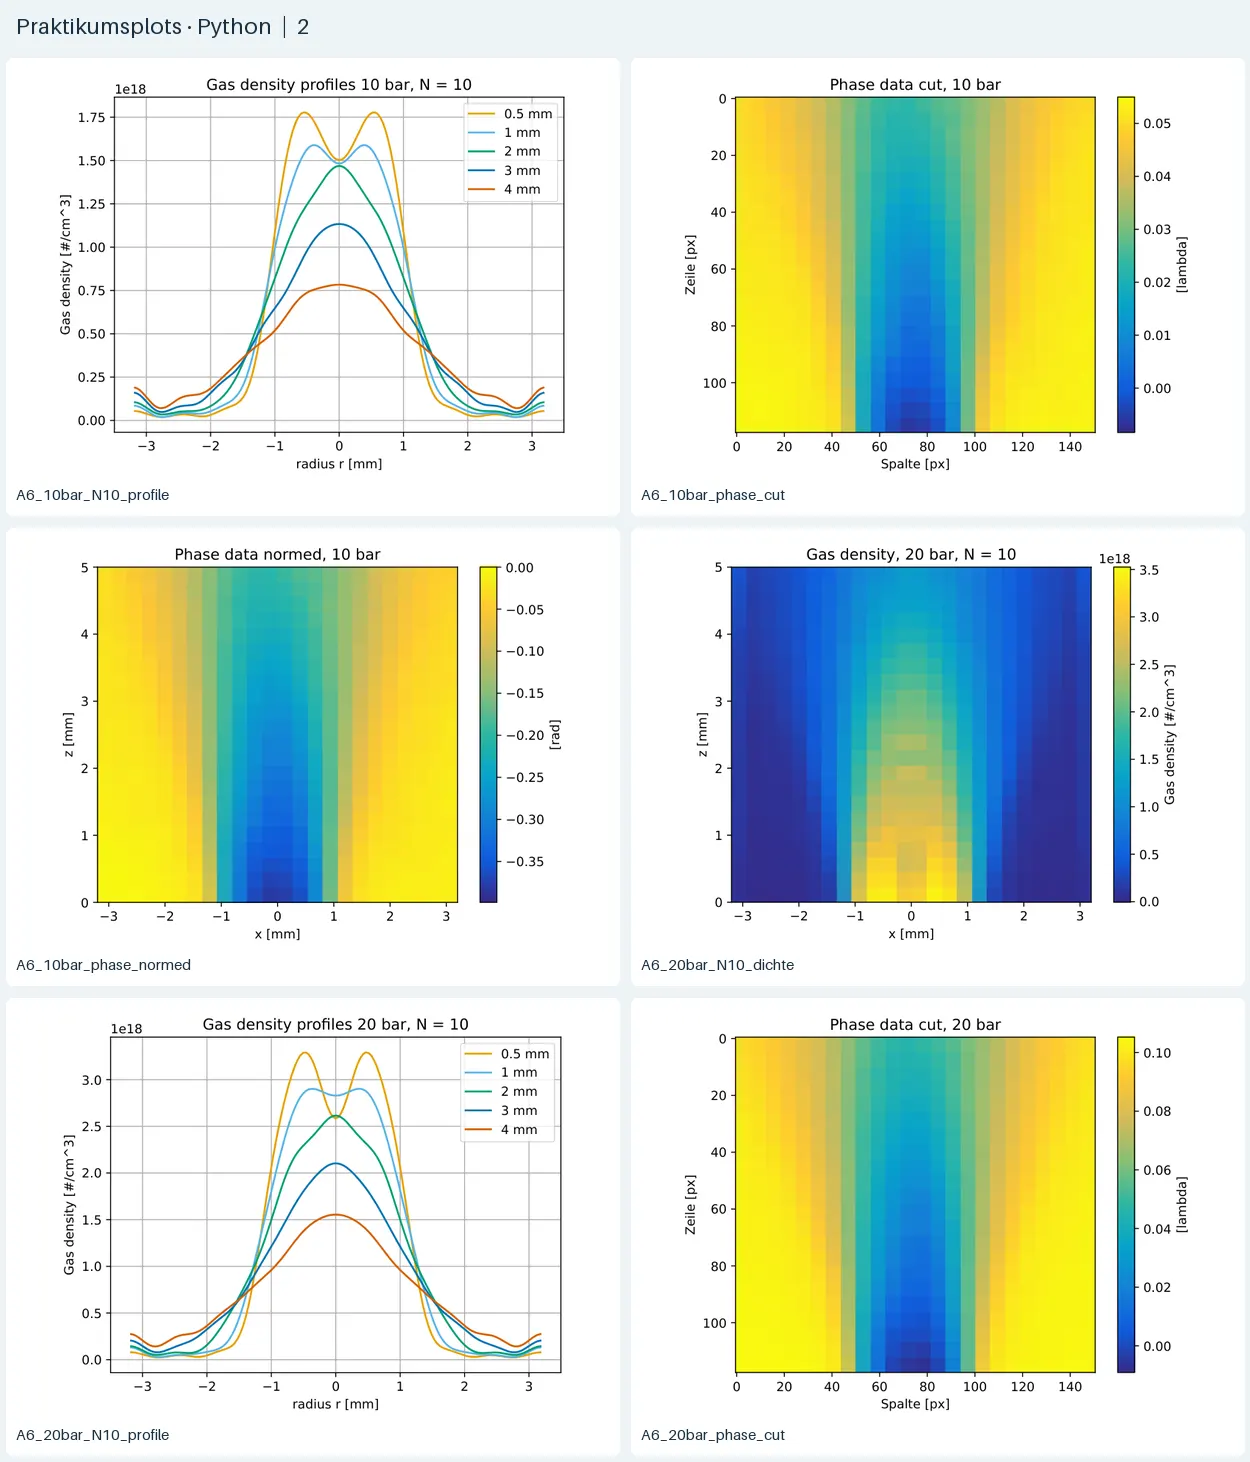 Praktikumsplots · Python | 2
Gas density profiles 10 bar, N = 10
1e18
1.75
1.50
1.25
1.00
0.75
0.50
0.25
0.00
Gas density [#/cm^3]
0.5 mm
1 mm
2 mm
3 mm
4 mm
−3 −2 −1 0 1 2 3
radius r [mm]
A6_10bar_N10_profile
Phase data cut, 10 bar
0
20
40
60
80
100
Zeile [px]
0 20 40 60 80 100 120 140
Spalte [px]
0.05
0.04
0.03
0.02
0.01
0.00
[lambda]
A6_10bar_phase_cut
Phase data normed, 10 bar
5
4
3
2
1
0
z [mm]
−3 −2 −1 0 1 2 3
x [mm]
0.00
−0.05
−0.10
−0.15
−0.20
−0.25
−0.30
−0.35
[rad]
A6_10bar_phase_normed
Gas density, 20 bar, N = 10
5
4
3
2
1
0
z [mm]
−3 −2 −1 0 1 2 3
x [mm]
1e18
3.5
3.0
2.5
2.0
1.5
1.0
0.5
0.0
Gas density [#/cm^3]
A6_20bar_N10_dichte
Gas density profiles 20 bar, N = 10
1e18
3.0
2.5
2.0
1.5
1.0
0.5
0.0
Gas density [#/cm^3]
0.5 mm
1 mm
2 mm
3 mm
4 mm
−3 −2 −1 0 1 2 3
radius r [mm]
A6_20bar_N10_profile
Phase data cut, 20 bar
0
20
40
60
80
100
Zeile [px]
0 20 40 60 80 100 120 140
Spalte [px]
0.10
0.08
0.06
0.04
0.02
0.00
[lambda]
A6_20bar_phase_cut